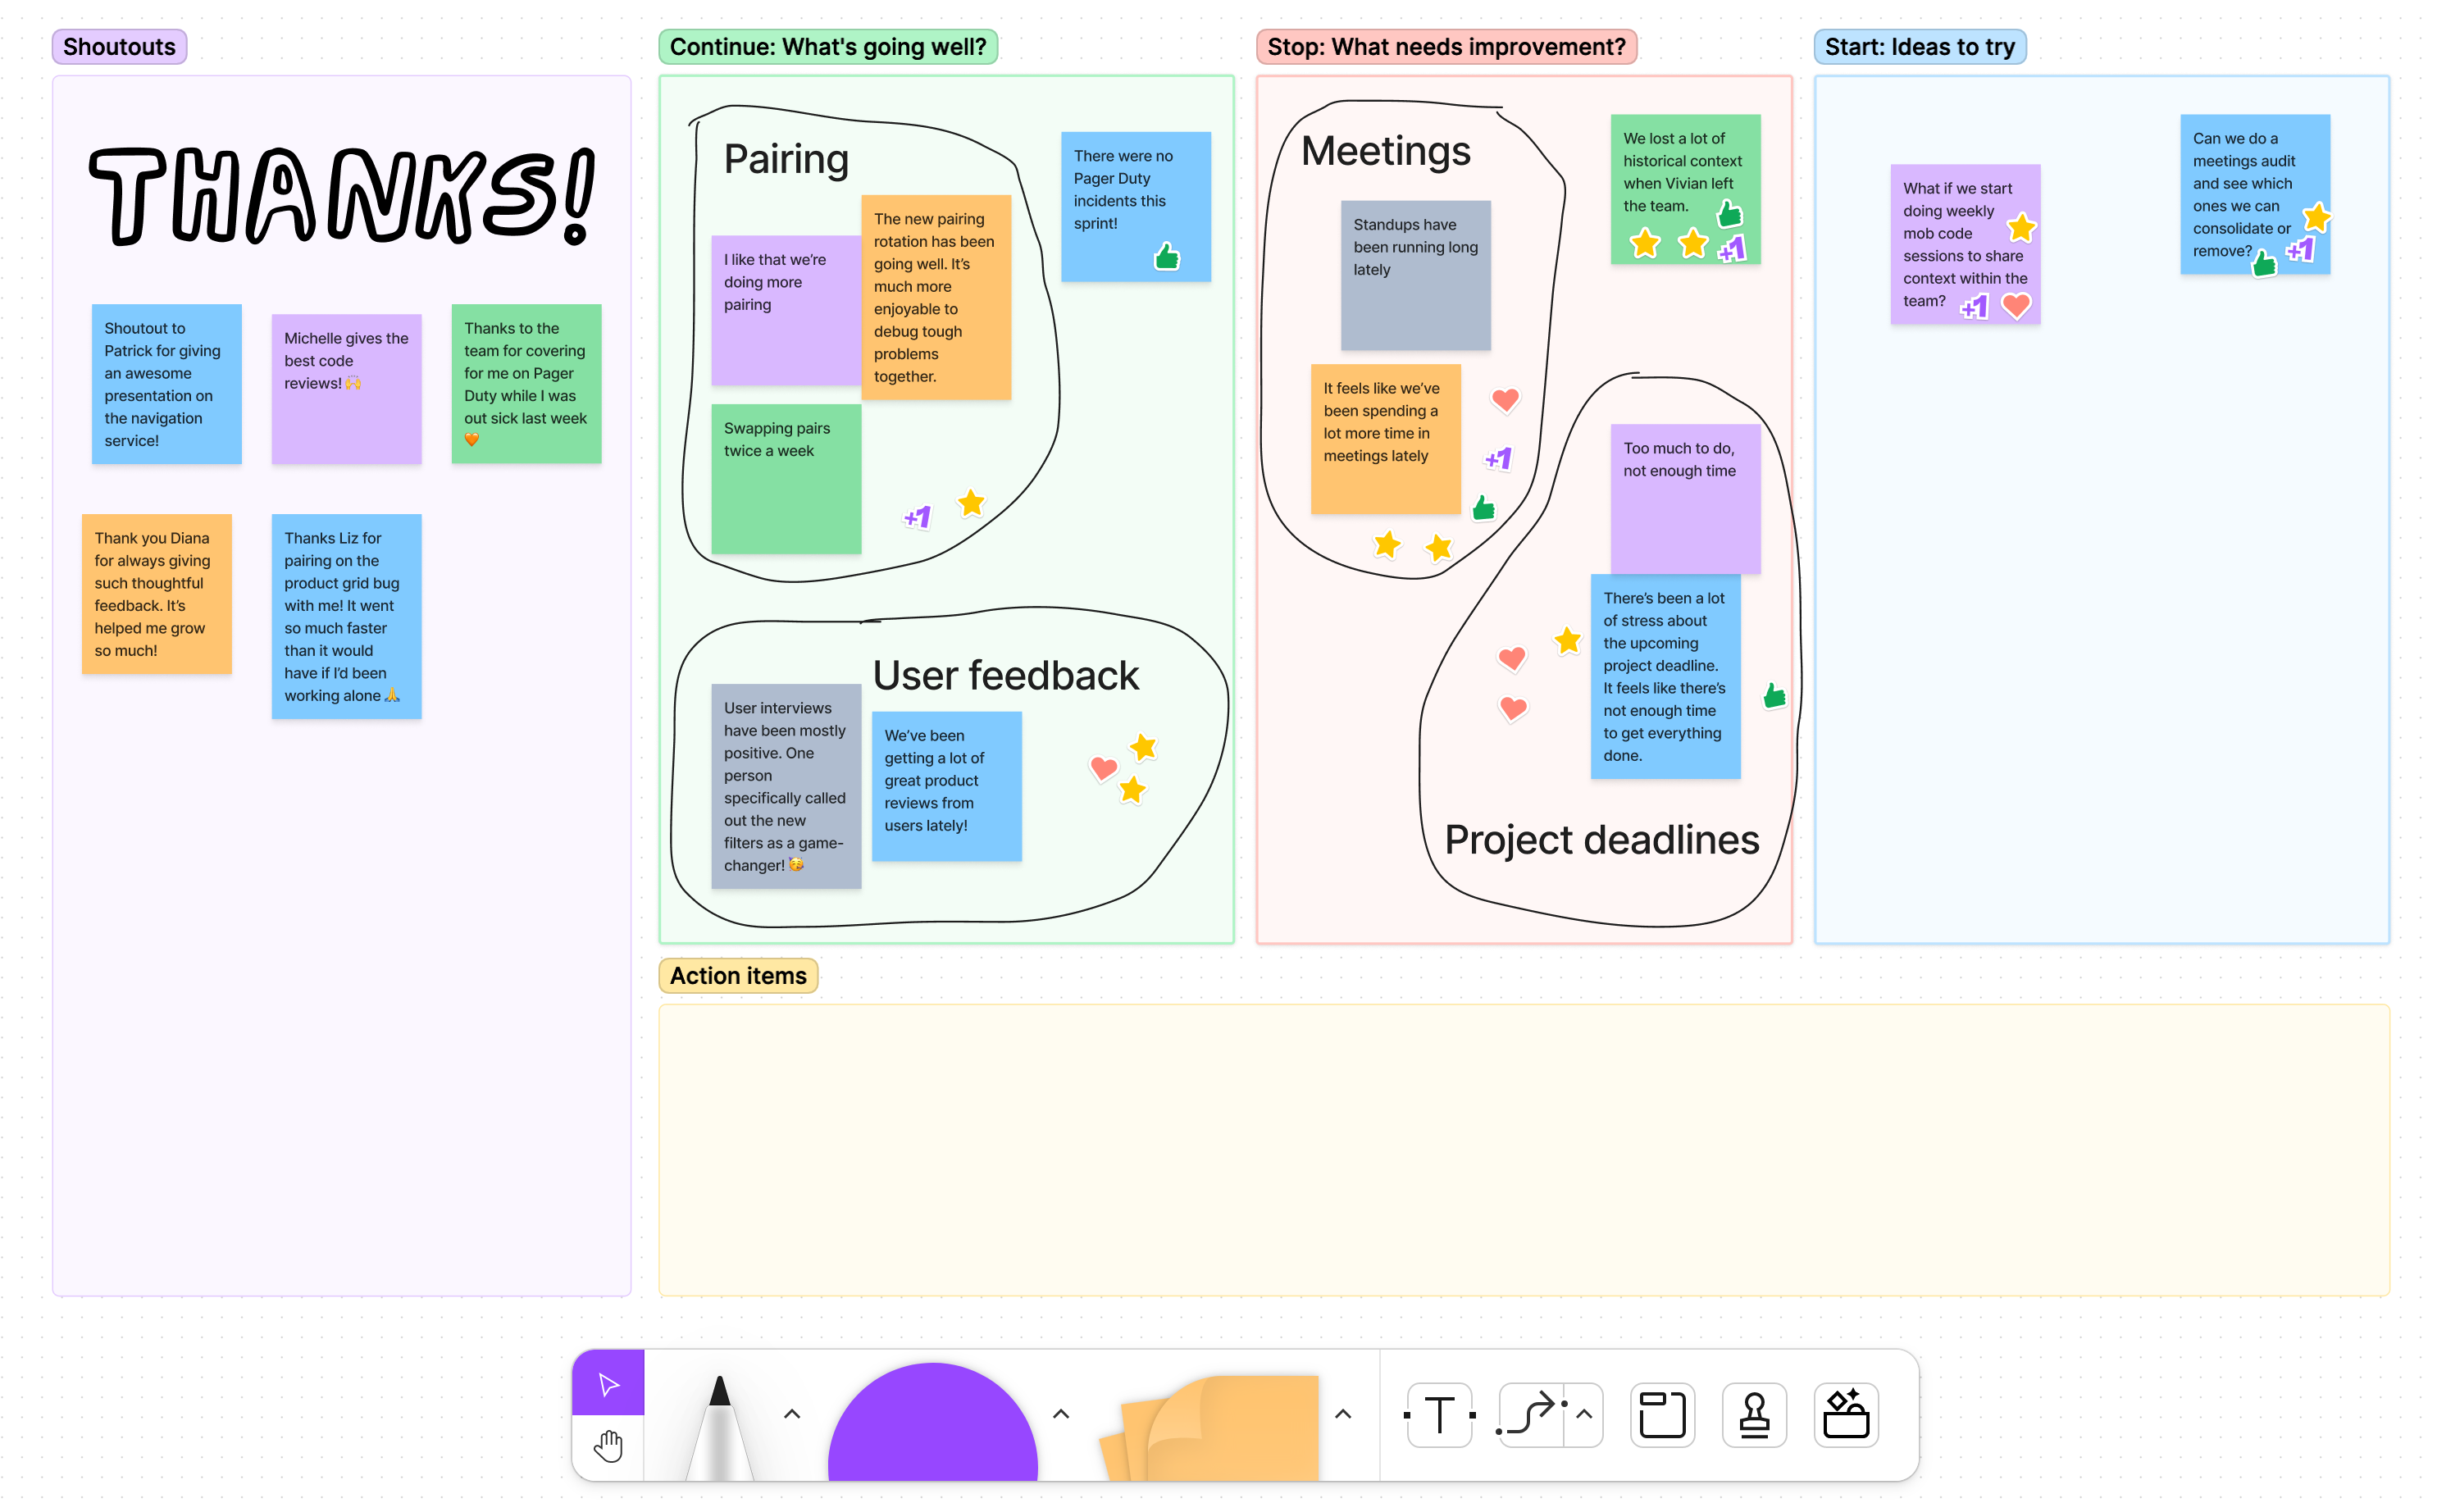 Shoutouts
THANKS!
Shoutout to
Patrick for giving
an awesome
presentation on
the navigation
service!
Michelle gives the
best code
reviews! 🙌
Thanks to the
team for covering
for me on Pager
Duty while I was
out sick last week
🧡
Thank you Diana
for always giving
such thoughtful
feedback. It’s
helped me grow
so much!
Thanks Liz for
pairing on the
product grid bug
with me! It went
so much faster
than it would
have if I’d been
working alone 🙏
Continue: What's going well?
Pairing
I like that we’re
doing more
pairing
The new pairing
rotation has been
going well. It’s
much more
enjoyable to
debug tough
problems
together.
Swapping pairs
twice a week
+1
There were no
Pager Duty
incidents this
sprint!
User feedback
User interviews
have been mostly
positive. One
person
specifically called
out the new
filters as a game-
changer! 🥳
We’ve been
getting a lot of
great product
reviews from
users lately!
Stop: What needs improvement?
Meetings
Standups have
been running long
lately
It feels like we’ve
been spending a
lot more time in
meetings lately
+1
We lost a lot of
historical context
when Vivian left
the team.
+1
Too much to do,
not enough time
There’s been a lot
of stress about
the upcoming
project deadline.
It feels like there’s
not enough time
to get everything
done.
Project deadlines
Start: Ideas to try
What if we start
doing weekly
mob code
sessions to share
context within the
team?
+1
Can we do a
meetings audit
and see which
ones we can
consolidate or
remove?
+1
Action items
T